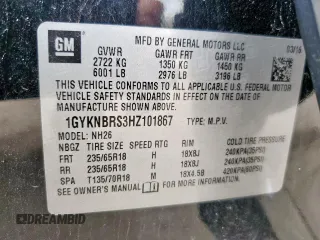 GM
MFD BY GENERAL MOTORS LLC 03/16
GVWR GAWR FRT GAWR RR
2722 KG 1350 KG 1450 KG
6001 LB 2976 LB 3196 LB
THIS VEHICLE CONFORMS TO ALL APPLICABLE U.S. FEDERAL
MOTOR VEHICLE SAFETY, BUMPER, AND THEFT PREVENTION
STANDARDS IN EFFECT ON THE DATE OF MANUFACTURE SHOWN ABOVE.
1GYKNBRS3HZ101867 TYPE: M.P.V.
MODEL: NH26
NBGZ TIRE SIZE SPEED RTG RIM COLD TIRE PRESSURE
FRT 235/65R18 H 18X8J 240KPA(35PSI)
RR 235/65R18 H 18X8J 240KPA(35PSI)
SPA T135/70R18 M 18X4.5B 420KPA(60PSI)
SEE OWNER'S MANUAL FOR ADDITIONAL INFORMATION.
DREAMBID